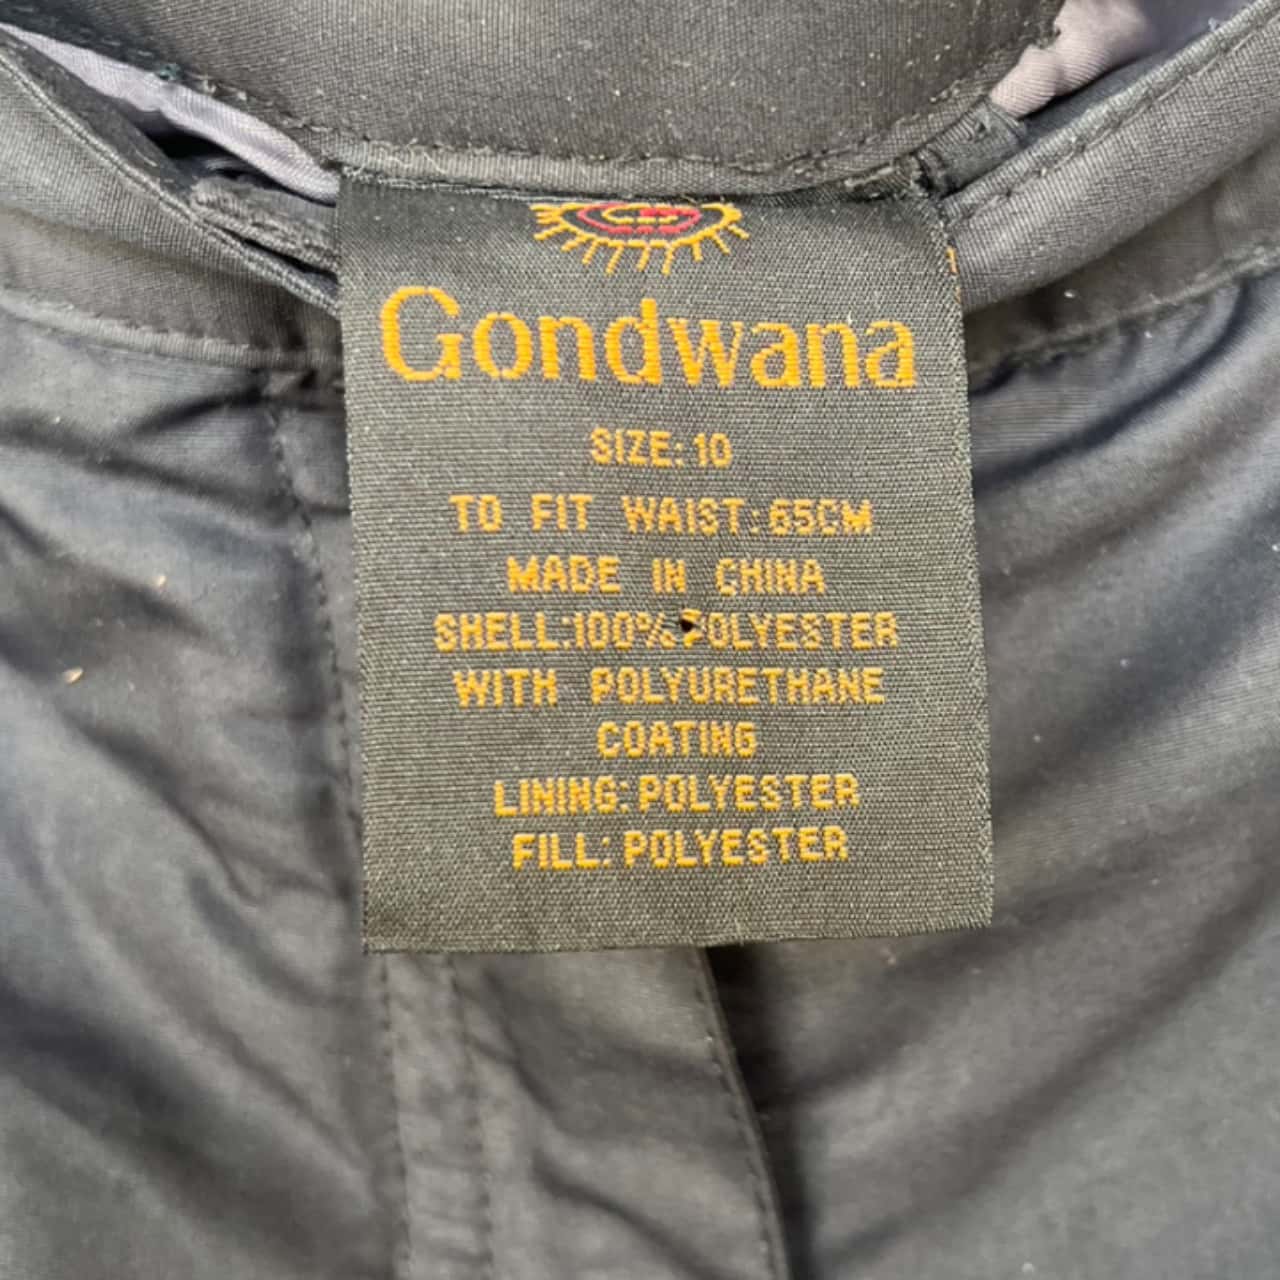 Gondwana
SIZE: 10
TO FIT WAIST: 65CM
MADE IN CHINA
SHELL: 100% POLYESTER
WITH POLYURETHANE
COATING
LINING: POLYESTER
FILL: POLYESTER